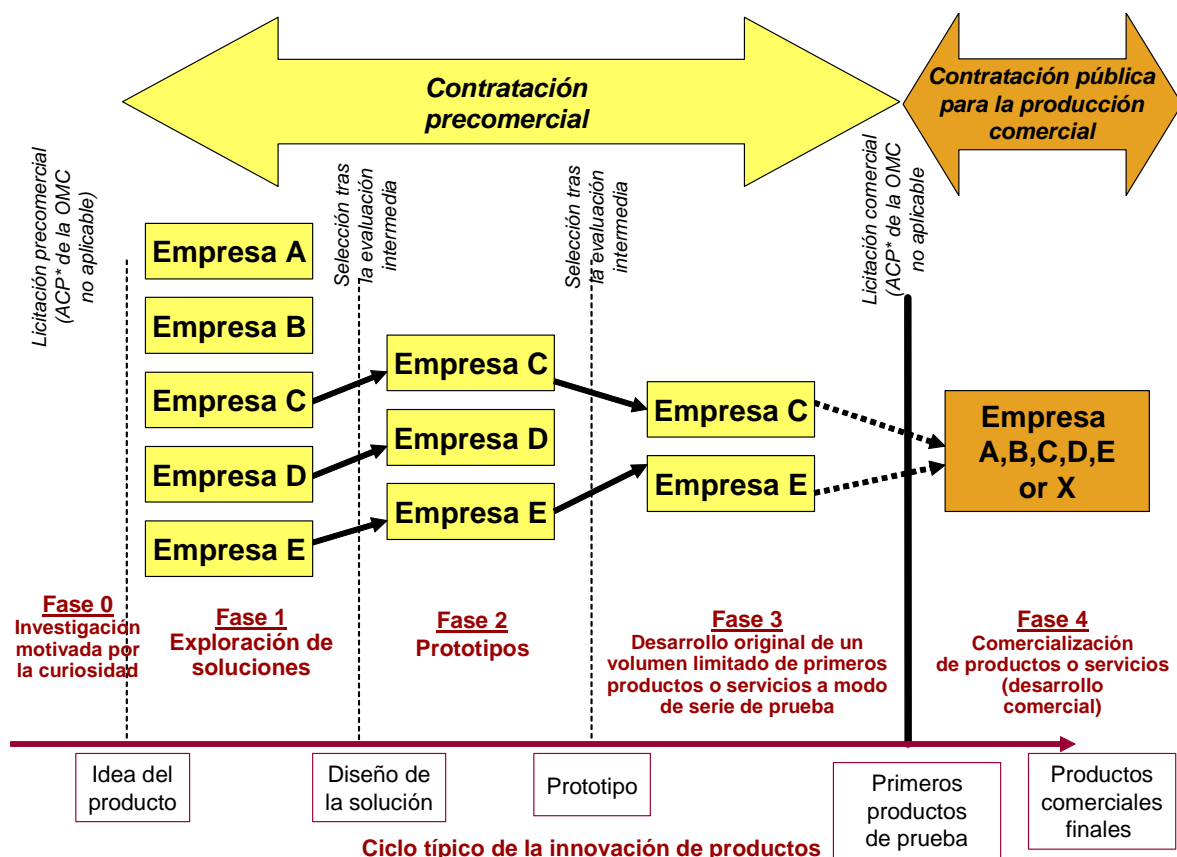 Contratación
precomercial
Contratación pública
para la producción
comercial
Licitación precomercial
(ACP* de la OMC
no aplicable)
Selección tras
la evaluación
intermedia
Selección tras
la evaluación
intermedia
Licitación comercial
(ACP* de la OMC
no aplicable
Empresa A
Empresa B
Empresa C
Empresa D
Empresa E
Empresa C
Empresa D
Empresa E
Empresa C
Empresa E
Empresa
A,B,C,D,E
or X
Fase 0
Investigación
motivada por
la curiosidad
Fase 1
Exploración de
soluciones
Fase 2
Prototipos
Fase 3
Desarrollo original de un
volumen limitado de primeros
productos o servicios a modo
de serie de prueba
Fase 4
Comercialización
de productos o servicios
(desarrollo
comercial)
Idea del
producto
Diseño de
la solución
Prototipo
Primeros
productos
de prueba
Productos
comerciales
finales
Ciclo típico de la innovación de productos